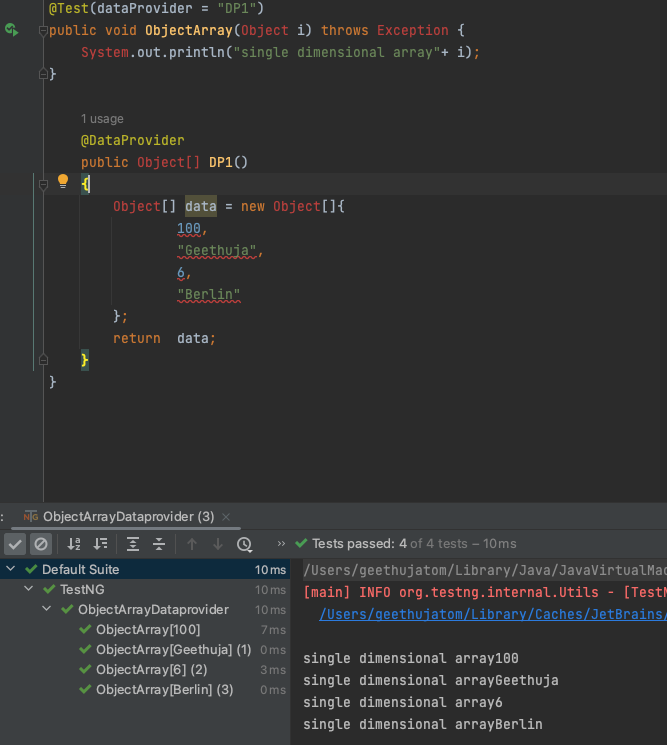 @Test(dataProvider = "DP1")
public void ObjectArray(Object i) throws Exception {
System.out.println("single dimensional array"+ i);
}
1 usage
@DataProvider
public Object[] DP1()
{
Object[] data = new Object[]{
100,
"Geethuja",
6,
"Berlin"
};
return data;
}
}
: ObjectArrayDataprovider (3) ×
» Tests passed: 4 of 4 tests – 10 ms
Default Suite 10 ms
TestNG 10 ms
ObjectArrayDataprovider 10 ms
ObjectArray[100] 7 ms
ObjectArray[Geethuja] (1) 0 ms
ObjectArray[6] (2) 3 ms
ObjectArray[Berlin] (3) 0 ms
/Users/geethujatom/Library/Java/JavaVirtualMac
[main] INFO org.testng.internal.Utils - [TestN
/Users/geethujatom/Library/Caches/JetBrains/
single dimensional array100
single dimensional arrayGeethuja
single dimensional array6
single dimensional arrayBerlin